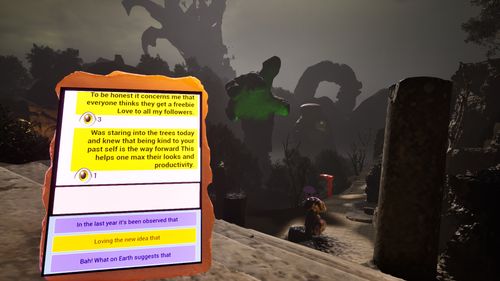 To be honest it concerns me that
everyone thinks they get a freebie
Love to all my followers.
3
Was staring into the trees today
and knew that being kind to your
past self is the way forward This
helps one max their looks and
productivity.
1
In the last year it's been observed that
Loving the new idea that
Bah! What on Earth suggests that